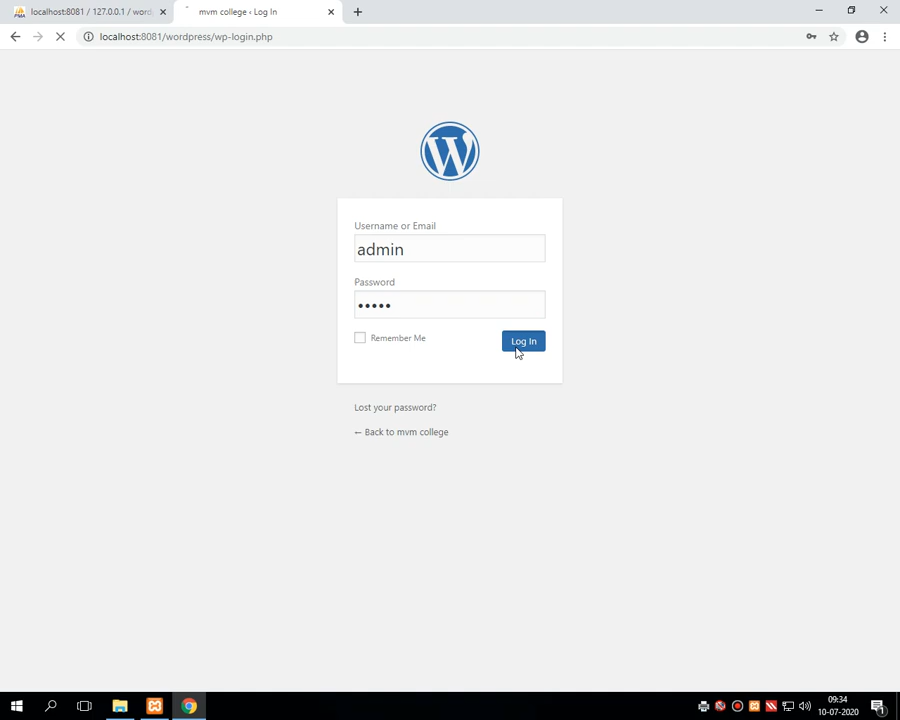 localhost:8081 / 127.0.0.1 / word
mvm college ‹ Log In
localhost:8081/wordpress/wp-login.php
Username or Email
admin
Password
•••••
Remember Me
Log In
Lost your password?
← Back to mvm college
09:34
10-07-2020